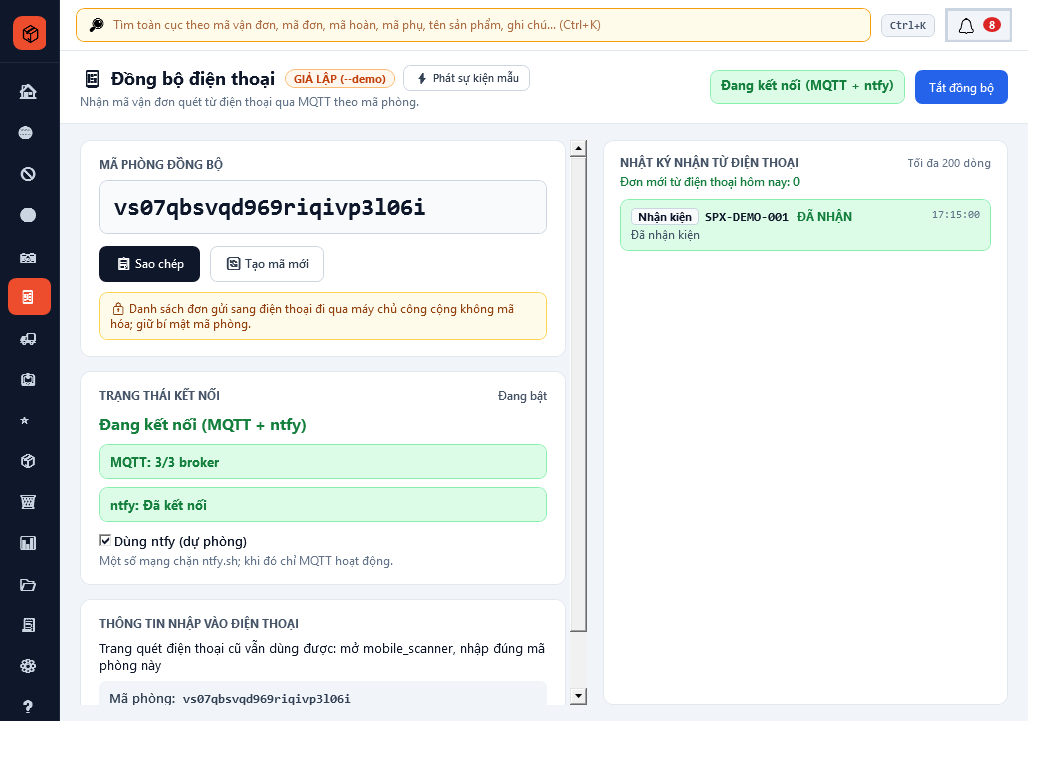 Tìm toàn cục theo mã vận đơn, mã đơn, mã hoàn, mã phụ, tên sản phẩm, ghi chú... (Ctrl+K)
Ctrl+K
8
Đồng bộ điện thoại
GIẢ LẬP (--demo)
Phát sự kiện mẫu
Nhận mã vận đơn quét từ điện thoại qua MQTT theo mã phòng.
Đang kết nối (MQTT + ntfy)
Tắt đồng bộ
MÃ PHÒNG ĐỒNG BỘ
vs07qbsvqd969riqivp3l06i
Sao chép
Tạo mã mới
Danh sách đơn gửi sang điện thoại đi qua máy chủ công cộng không mã
hóa; giữ bí mật mã phòng.
TRẠNG THÁI KẾT NỐI
Đang bật
Đang kết nối (MQTT + ntfy)
MQTT: 3/3 broker
ntfy: Đã kết nối
Dùng ntfy (dự phòng)
Một số mạng chặn ntfy.sh; khi đó chỉ MQTT hoạt động.
THÔNG TIN NHẬP VÀO ĐIỆN THOẠI
Trang quét điện thoại cũ vẫn dùng được: mở mobile_scanner, nhập đúng mã
phòng này
Mã phòng: vs07qbsvqd969riqivp3l06i
NHẬT KÝ NHẬN TỪ ĐIỆN THOẠI
Tối đa 200 dòng
Đơn mới từ điện thoại hôm nay: 0
Nhận kiện SPX-DEMO-001 ĐÃ NHẬN
17:15:00
Đã nhận kiện